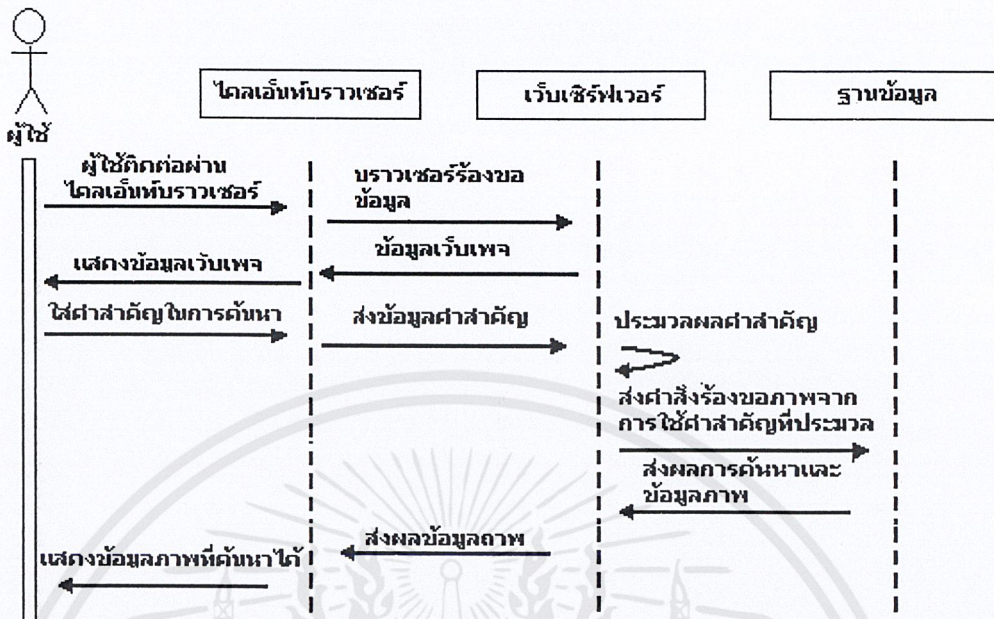 ไคลเอ็นท์บราวเซอร์
เว็บเซิร์ฟเวอร์
ฐานข้อมูล
ผู้ใช้
ผู้ใช้ติดต่อผ่าน
ไคลเอ็นท์บราวเซอร์
บราวเซอร์ร้องขอ
ข้อมูล
ข้อมูลเว็บเพจ
แสดงข้อมูลเว็บเพจ
ใส่คำสำคัญในการค้นหา
ส่งข้อมูลคำสำคัญ
ประมวลผลคำสำคัญ
ส่งคำสั่งร้องขอภาพจาก
การใช้คำสำคัญที่ประมวล
ส่งผลการค้นหาและ
ข้อมูลภาพ
ส่งผลข้อมูลภาพ
แสดงข้อมูลภาพที่ค้นหาได้